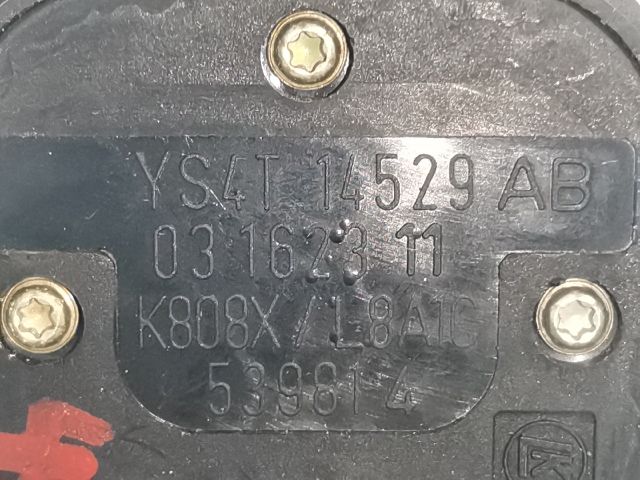 YS4T 14529 AB
03 1623 11
K808X/L8A1C
539814
K